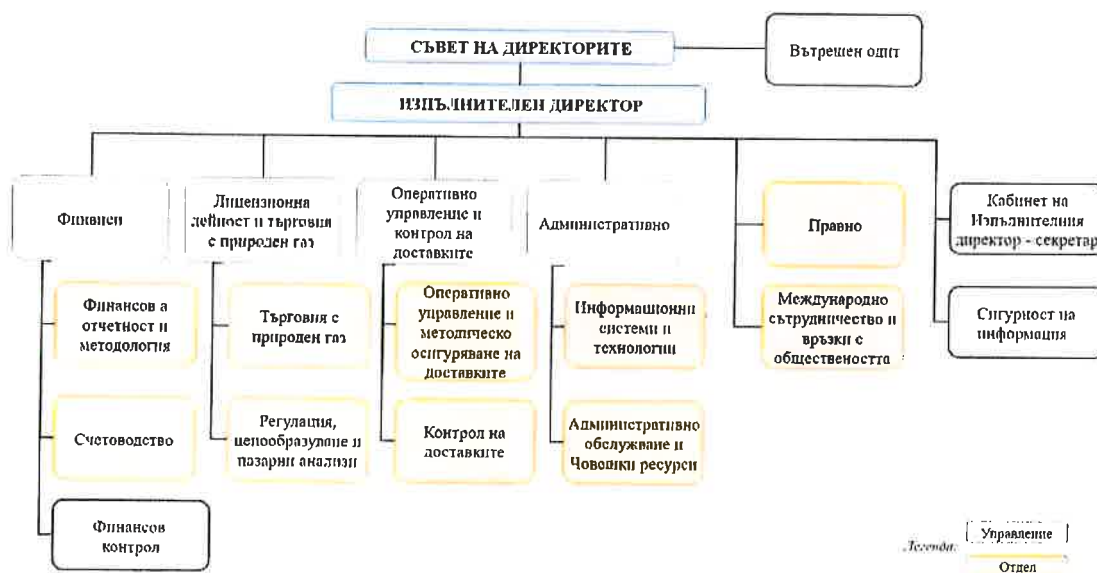 СЪВЕТ НА ДИРЕКТОРИТЕ
Вътрешен одит
ИЗПЪЛНИТЕЛЕН ДИРЕКТОР
Финанси
Лицензионна
дейност и търговия
с природен газ
Оперативно
управление и
контрол на
доставките
Административно
Правно
Кабинет на
Изпълнителния
директор - секретар
Финансов а
отчетност и
методология
Търговия с
природен газ
Оперативно
управление и
методическо
осигуряване на
доставките
Информационни
системи и
технологии
Международно
сътрудничество и
връзки с
обществеността
Сигурност на
информация
Счетоводство
Регулация,
ценообразуване и
пазарни анализи
Контрол на
доставките
Административно
обслужване и
Човешки ресурси
Финансов
контрол
Легенда:
Управление
Отдел